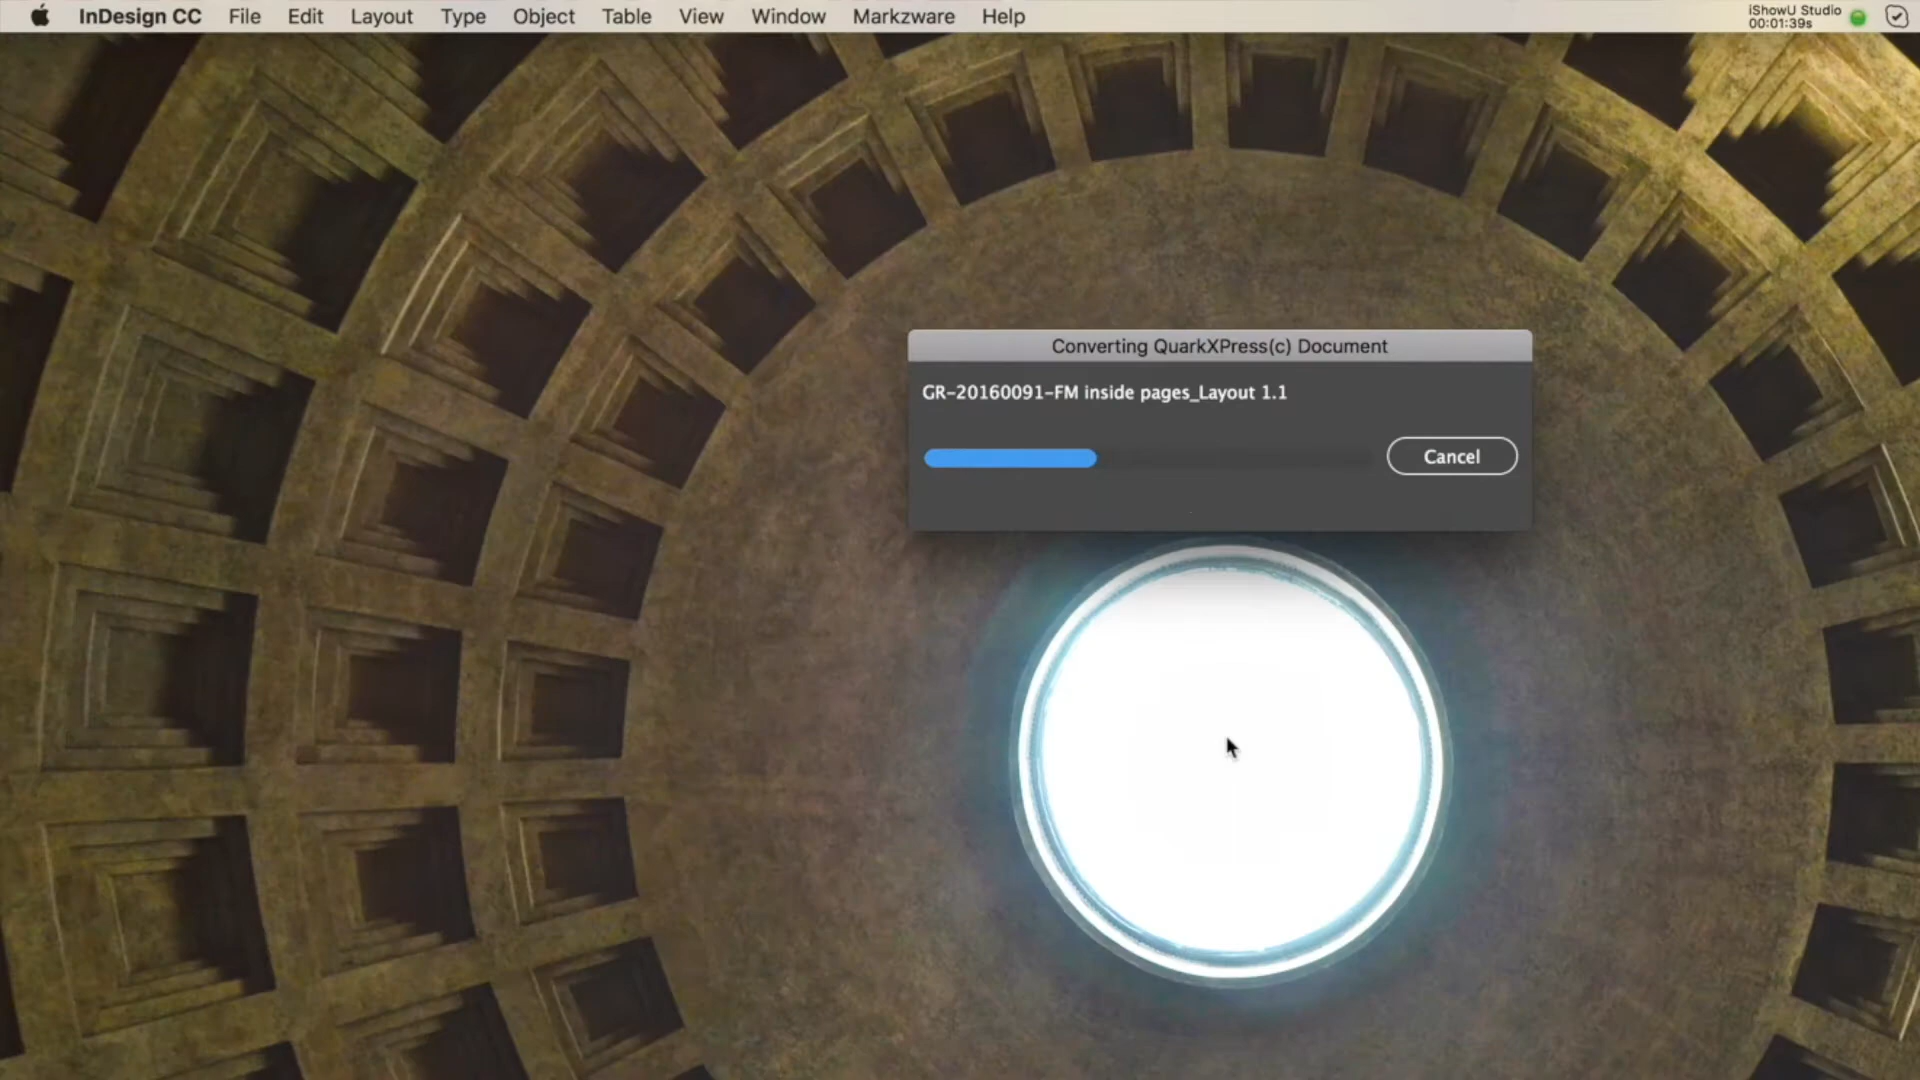 InDesign CC File Edit Layout Type Object Table View Window Markzware Help
iShowU Studio
00:01:39s
Converting QuarkXPress(c) Document
GR-20160091-FM inside pages_Layout 1.1
Cancel